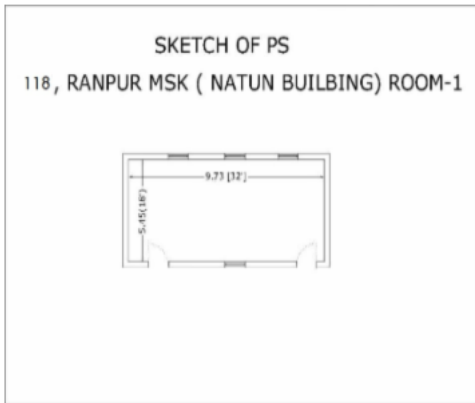 SKETCH OF PS
118, RANPUR MSK ( NATUN BUILBING) ROOM-1
9.73 [32']
5.45(18')